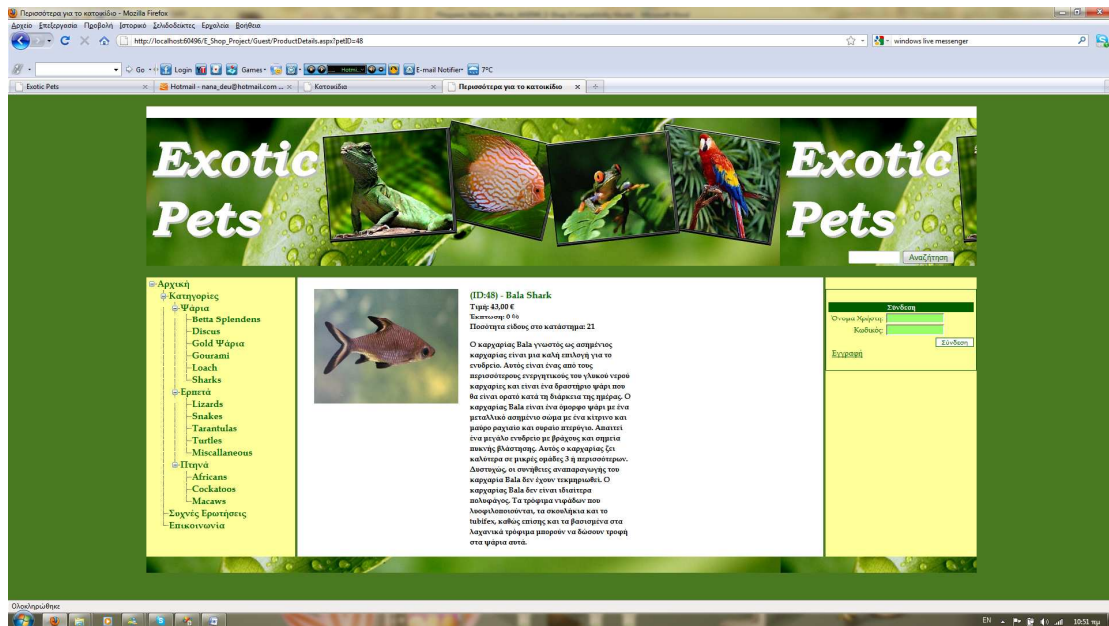 Περισσότερα για το κατοικίδιο - Mozilla Firefox
Αρχείο Επεξεργασία Προβολή Ιστορικό Σελιδοδείκτες Εργαλεία Βοήθεια
http://localhost:60496/E_Shop_Project/Guest/ProductDetails.aspx?petID=48
windows live messenger
Go Login Games E-mail Notifier 7°C
Exotic Pets
Hotmail - nana_deu@hotmail.com ...
Κατοικίδια
Περισσότερα για το κατοικίδιο
Exotic
Pets
Exotic
Pets
Αναζήτηση
Αρχική
Κατηγορίες
Ψάρια
Betta Splendens
Discus
Gold Ψάρια
Gourami
Loach
Sharks
Ερπετά
Lizards
Snakes
Tarantulas
Turtles
Miscallaneous
Πτηνά
Africans
Cockatoos
Macaws
Συχνές Ερωτήσεις
Επικοινωνία
(ID:48) - Bala Shark
Τιμή: 43,00 €
Έκπτωση: 0 %
Ποσότητα είδους στο κατάστημα: 21
Ο καρχαρίας Bala γνωστός ως ασημένιος
καρχαρίας είναι μια καλή επιλογή για το
ενυδρείο. Αυτός είναι ένας από τους
περισσότερους ενεργητικούς του γλυκού νερού
καρχαρίες και είναι ένα δραστήριο ψάρι που
θα είναι ορατό κατά τη διάρκεια της ημέρας. Ο
καρχαρίας Bala είναι ένα όμορφο ψάρι με ένα
μεταλλικό ασημένιο σώμα με ένα κίτρινο και
μαύρο ραχιαίο και ουραίο πτερύγιο. Απαιτεί
ένα μεγάλο ενυδρείο με βράχους και σημεία
πυκνής βλάστησης. Αυτός ο καρχαρίας ζει
καλύτερα σε μικρές ομάδες 3 ή περισσότερων.
Δυστυχώς, οι συνήθειες αναπαραγωγής του
καρχαρία Bala δεν έχουν τεκμηριωθεί. Ο
καρχαρίας Bala δεν είναι ιδιαίτερα
πολυφάγος. Τα τρόφιμα νιφάδων που
λυοφιλοποιούνται, τα σκουλήκια και το
tubifex, καθώς επίσης και τα βασισμένα στα
λαχανικά τρόφιμα μπορούν να δώσουν τροφή
στα ψάρια αυτά.
Σύνδεση
Όνομα Χρήστη:
Κωδικός:
Σύνδεση
Εγγραφή
Ολοκληρώθηκε
EN 10:51 πμ